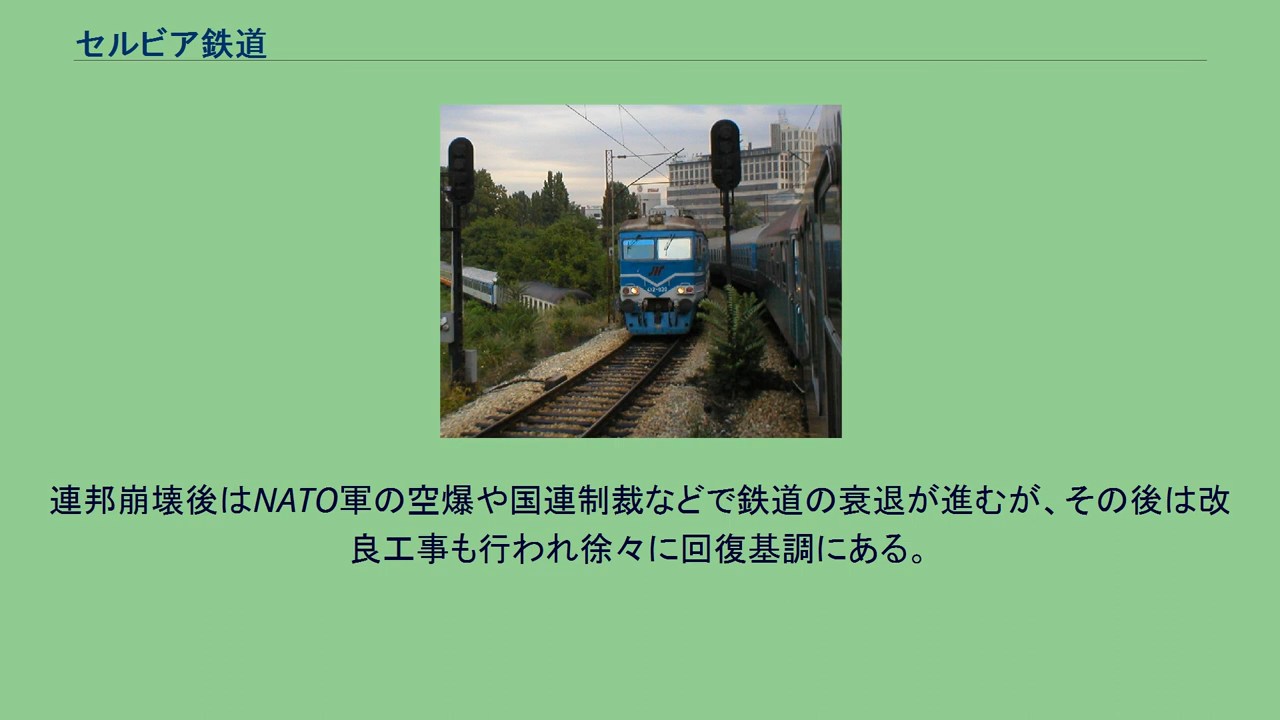 セルビア鉄道
412-030
連邦崩壊後はNATO軍の空爆や国連制裁などで鉄道の衰退が進むが、その後は改
良工事も行われ徐々に回復基調にある。